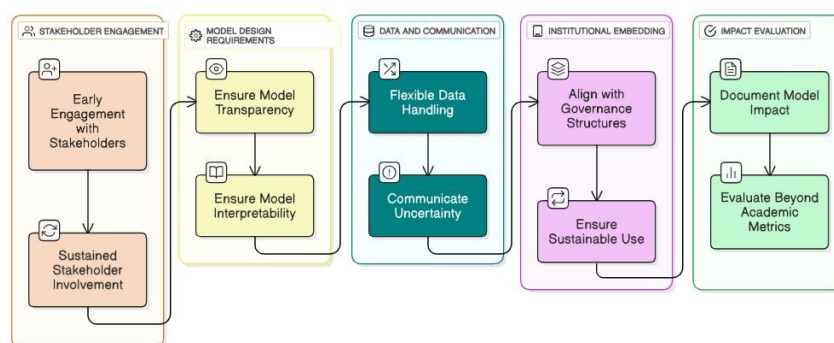 STAKEHOLDER ENGAGEMENT
Early
Engagement
with
Stakeholders
Sustained
Stakeholder
Involvement
MODEL DESIGN
REQUIREMENTS
Ensure Model
Transparency
Ensure Model
Interpretability
DATA AND COMMUNICATION
Flexible Data
Handling
Communicate
Uncertainty
INSTITUTIONAL EMBEDDING
Align with
Governance
Structures
Ensure
Sustainable Use
IMPACT EVALUATION
Document Model
Impact
Evaluate Beyond
Academic
Metrics